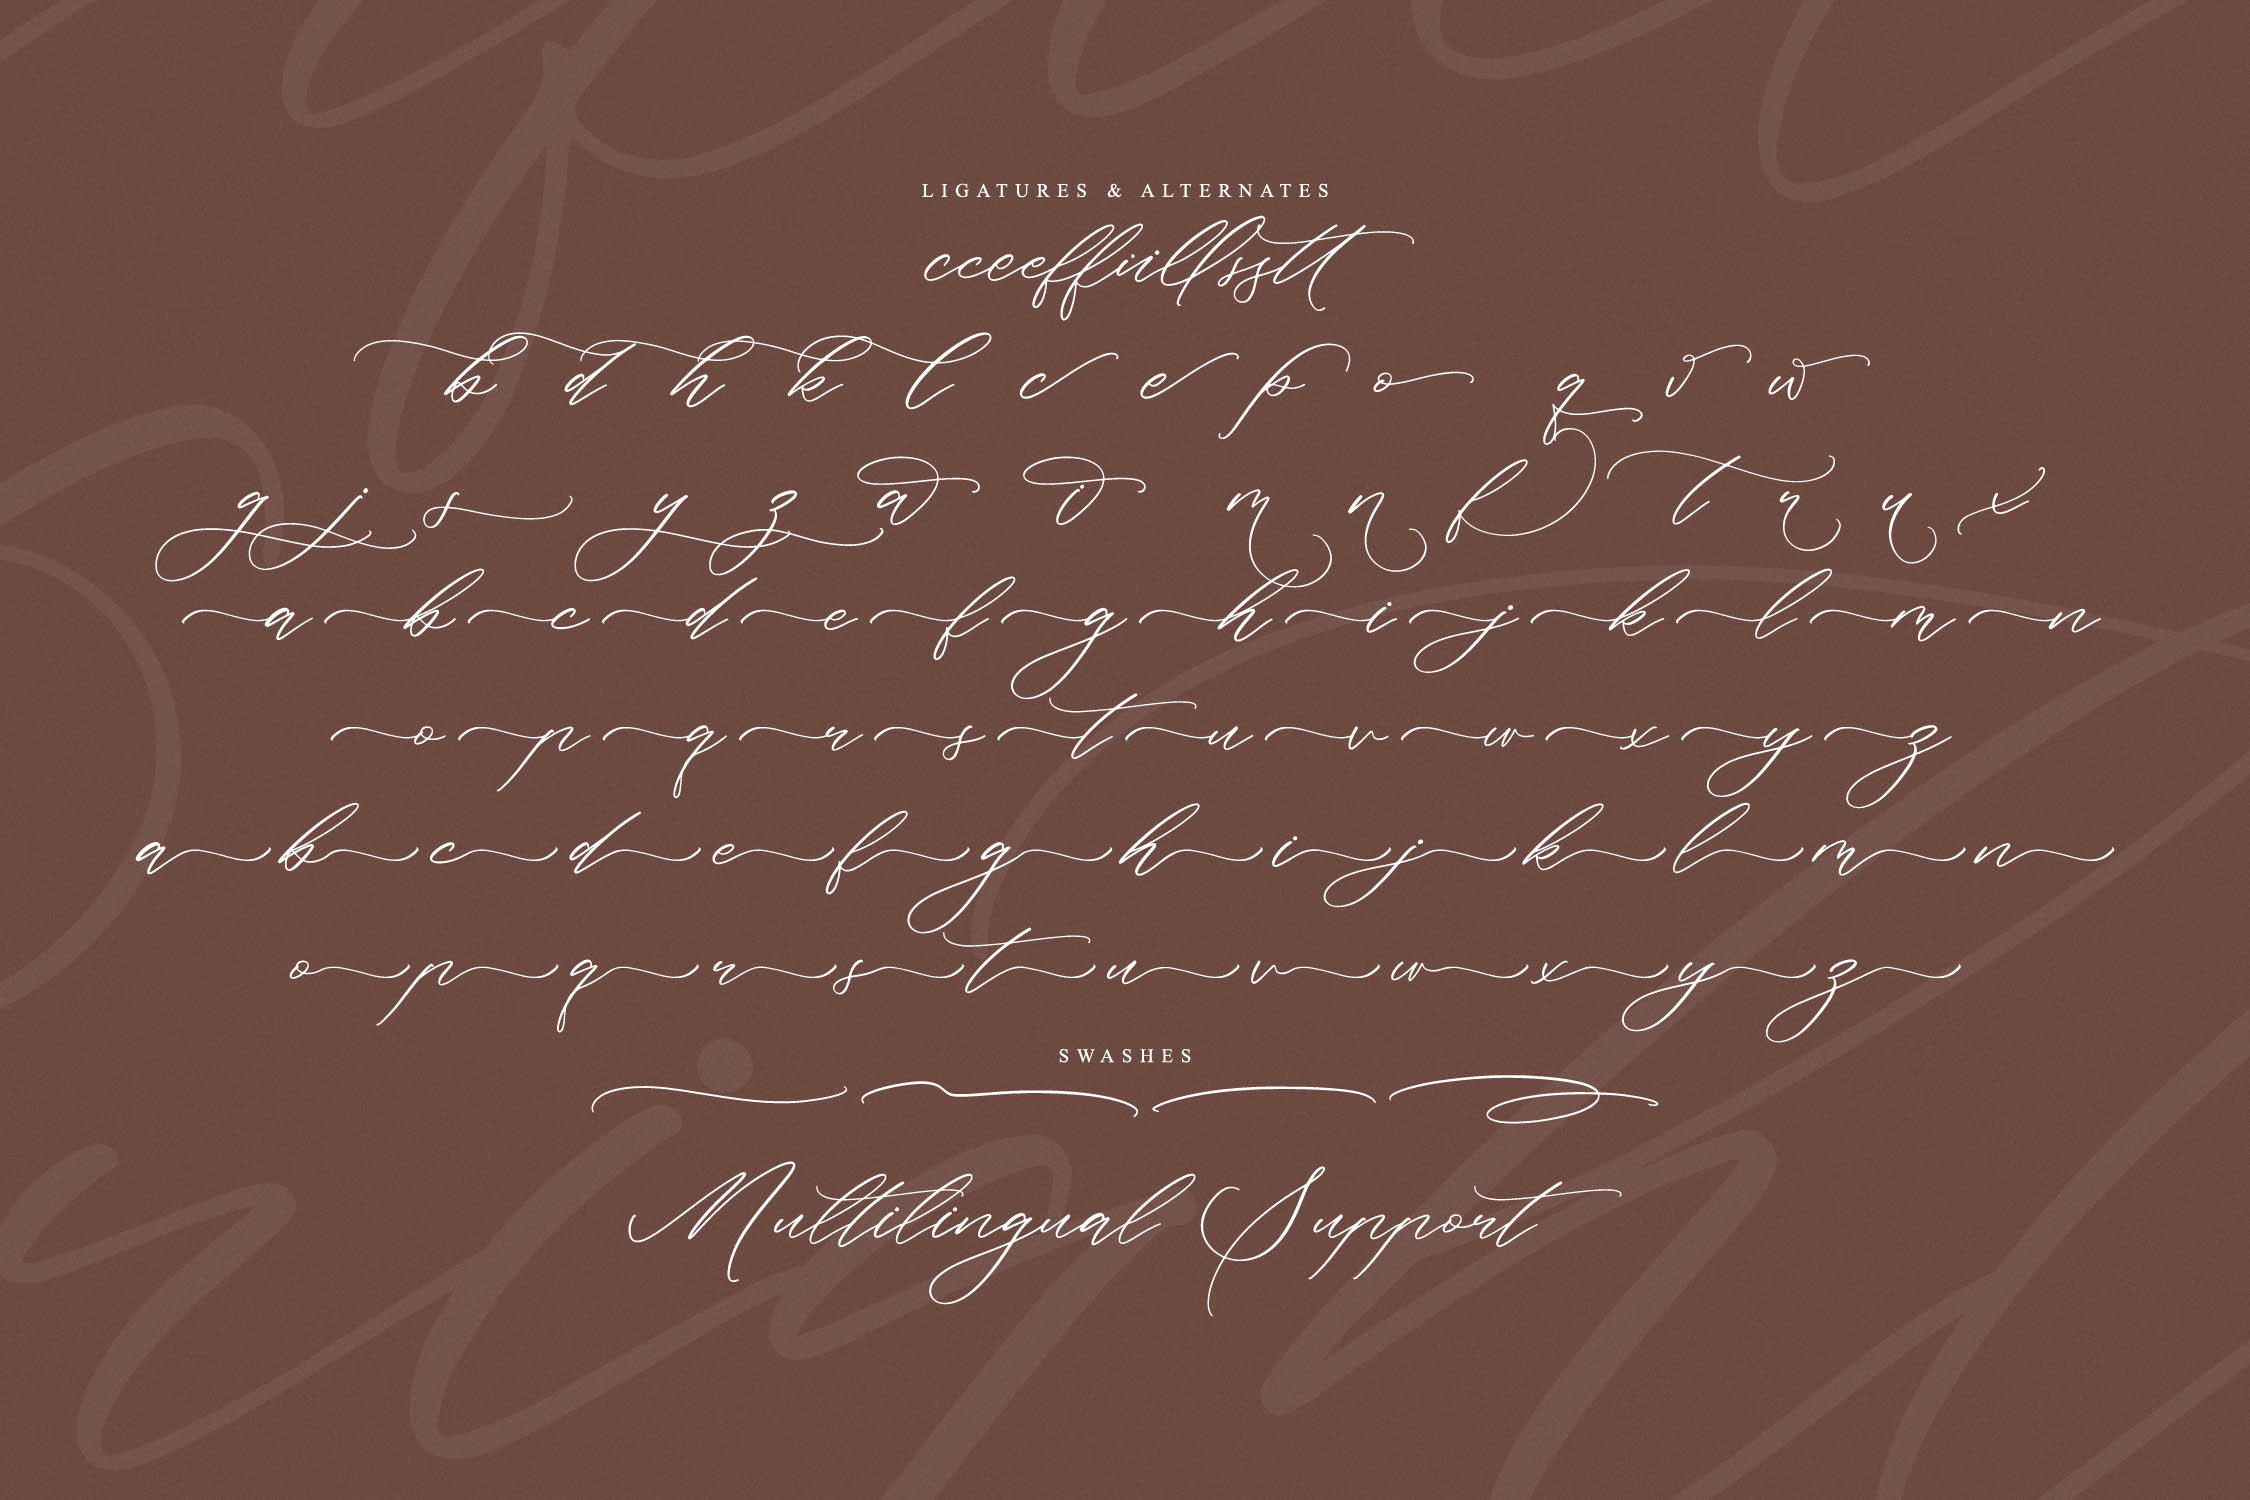 LIGATURES & ALTERNATES
cceeffiillsstt
b d h k l c e p o q v w
g j s y z a i m n f t r u x
a b c d e f g h i j k l m n
o p q r s t u v w x y z
a b c d e f g h i j k l m n
o p q r s t u v w x y z
SWASHES
Multilingual Support